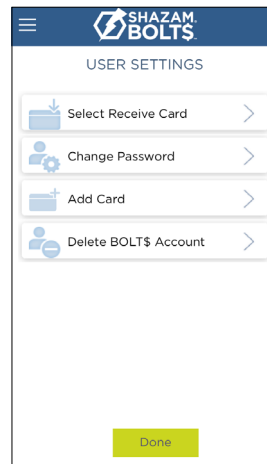 SHAZAM.
BOLT$.
USER SETTINGS
Select Receive Card
Change Password
Add Card
Delete BOLT$ Account
Done